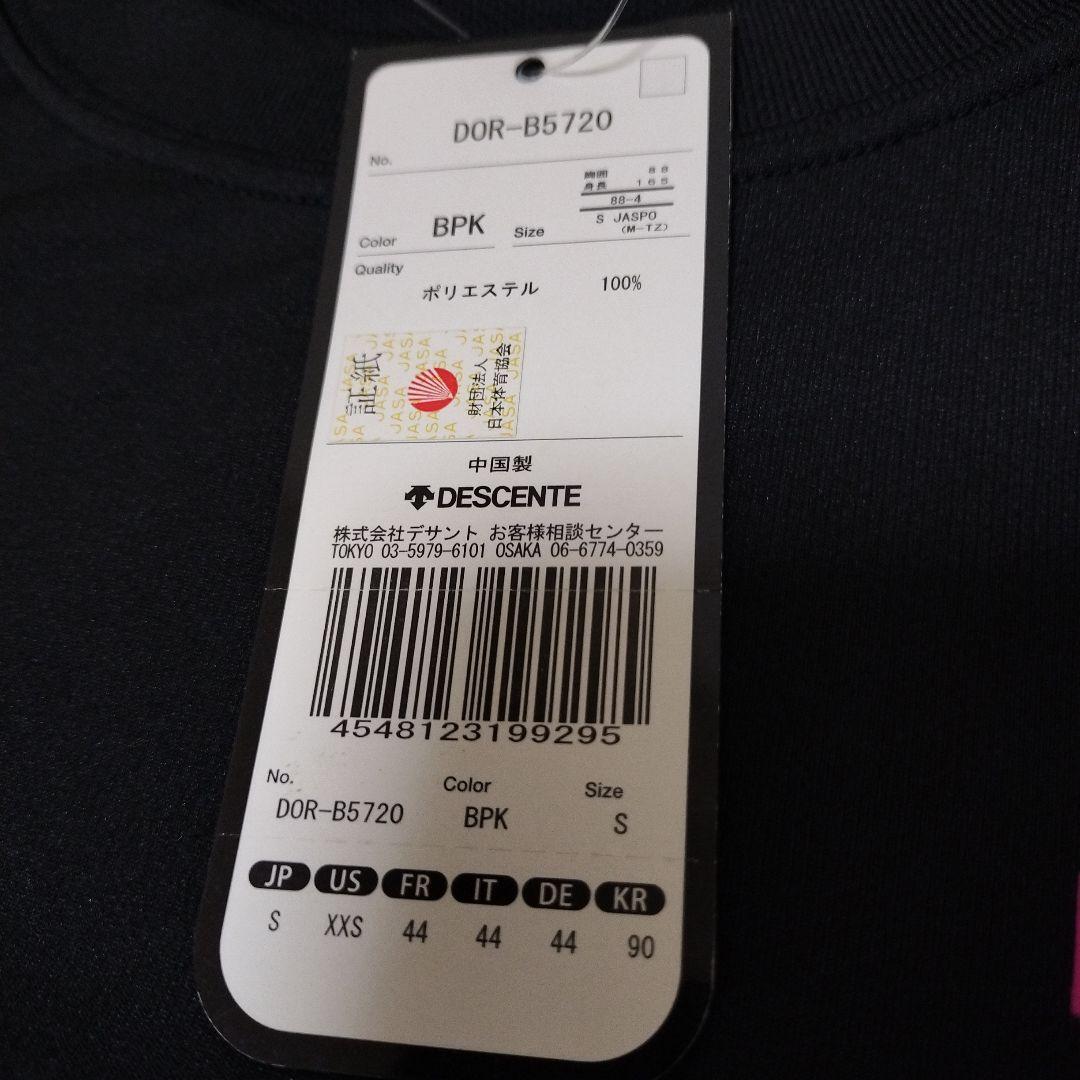 No. DOR-B5720
胸囲 88
身長 165
88-4
S JASPO
(M-TZ)
Color BPK Size
Quality
ポリエステル 100%
証紙
財団法人
日本体育協会
JASA JASA JASA
中国製
DESCENTE
株式会社デサント お客様相談センター
TOKYO 03-5979-6101 OSAKA 06-6774-0359
4548123199295
No. Color Size
DOR-B5720 BPK S
JP US FR IT DE KR
S XXS 44 44 44 90